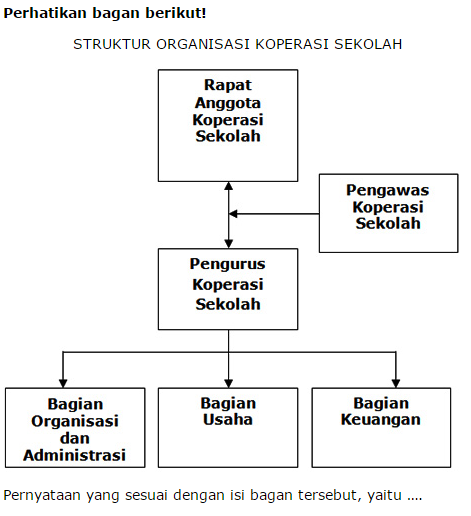 Perhatikan bagan berikut!
STRUKTUR ORGANISASI KOPERASI SEKOLAH
Rapat
Anggota
Koperasi
Sekolah
Pengawas
Koperasi
Sekolah
Pengurus
Koperasi
Sekolah
Bagian
Organisasi
dan
Administrasi
Bagian
Usaha
Bagian
Keuangan
Pernyataan yang sesuai dengan isi bagan tersebut, yaitu ....